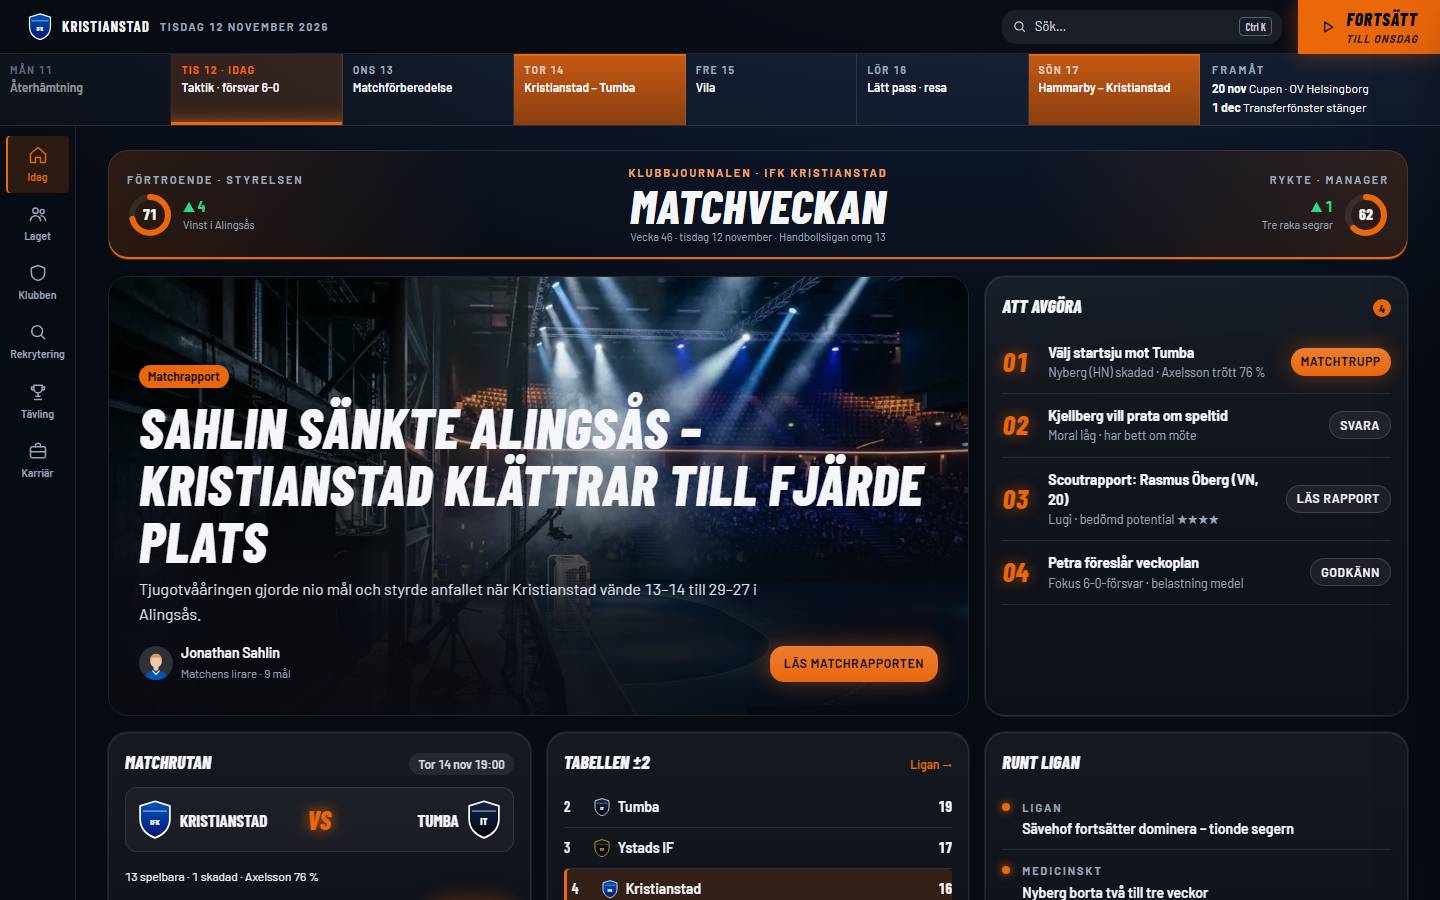 IFK KRISTIANSTAD TISDAG 12 NOVEMBER 2026
Sök... Ctrl K
FORTSÄTT
TILL ONSDAG
MÅN 11
Återhämtning
TIS 12 · IDAG
Taktik · försvar 6-0
ONS 13
Matchförberedelse
TOR 14
Kristianstad – Tumba
FRE 15
Vila
LÖR 16
Lätt pass · resa
SÖN 17
Hammarby – Kristianstad
FRAMÅT
20 nov Cupen · OV Helsingborg
1 dec Transferfönster stänger
Idag
Laget
Klubben
Rekrytering
Tävling
Karriär
FÖRTROENDE · STYRELSEN
71
▲ 4
Vinst i Alingsås
KLUBBJOURNALEN · IFK KRISTIANSTAD
MATCHVECKAN
Vecka 46 · tisdag 12 november · Handbollsligan omg 13
RYKTE · MANAGER
▲ 1
Tre raka segrar
62
Matchrapport
SAHLIN SÄNKTE ALINGSÅS –
KRISTIANSTAD KLÄTTRAR TILL FJÄRDE
PLATS
Tjugotvååringen gjorde nio mål och styrde anfallet när Kristianstad vände 13–14 till 29–27 i
Alingsås.
Jonathan Sahlin
Matchens lirare · 9 mål
LÄS MATCHRAPPORTEN
ATT AVGÖRA 4
01
Välj startsju mot Tumba
Nyberg (HN) skadad · Axelsson trött 76 %
MATCHTRUPP
02
Kjellberg vill prata om speltid
Moral låg · har bett om möte
SVARA
03
Scoutrapport: Rasmus Öberg (VN,
20)
Lugi · bedömd potential ★★★★
LÄS RAPPORT
04
Petra föreslår veckoplan
Fokus 6-0-försvar · belastning medel
GODKÄNN
MATCHRUTAN Tor 14 nov 19:00
IFK KRISTIANSTAD VS TUMBA IT
13 spelbara · 1 skadad · Axelsson 76 %
TABELLEN ±2 Ligan →
2 Tumba 19
3 Ystads IF 17
4 Kristianstad 16
RUNT LIGAN
LIGAN
Sävehof fortsätter dominera – tionde segern
MEDICINSKT
Nyberg borta två till tre veckor